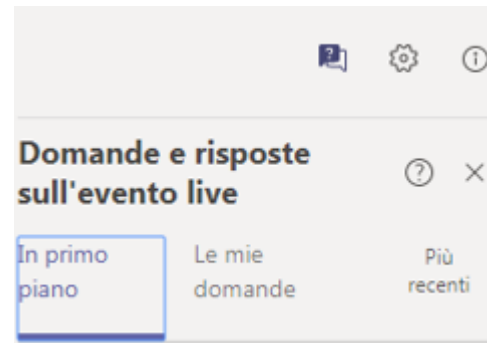 Domande e risposte
sull'evento live
In primo
piano
Le mie
domande
Più
recenti